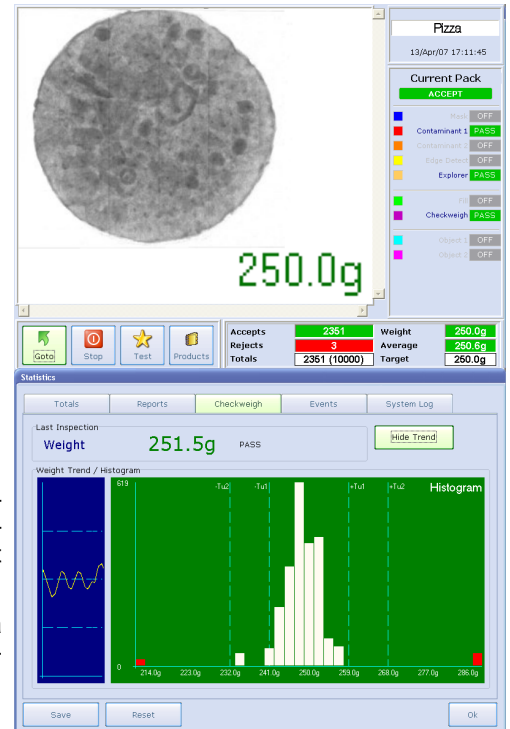 Pizza
13/Apr/07 17:11:45
Current Pack
ACCEPT
Mask OFF
Contaminant 1 PASS
Contaminant 2 OFF
Edge Detect OFF
Explorer PASS
Fill OFF
Checkweigh PASS
Object 1 OFF
Object 2 OFF
250.0g
Goto
Stop
Test
Products
Accepts 2351 Weight 250.0g
Rejects 3 Average 250.6g
Totals 2351 (10000) Target 250.0g
Statistics
Totals Reports Checkweigh Events System Log
Last Inspection
Weight 251.5g PASS
Hide Trend
Weight Trend / Histogram
619 -Tu2 -Tu1 +Tu1 +Tu2 Histogram
0
214.0g 223.0g 232.0g 241.0g 250.0g 259.0g 268.0g 277.0g 286.0g
Save Reset Ok